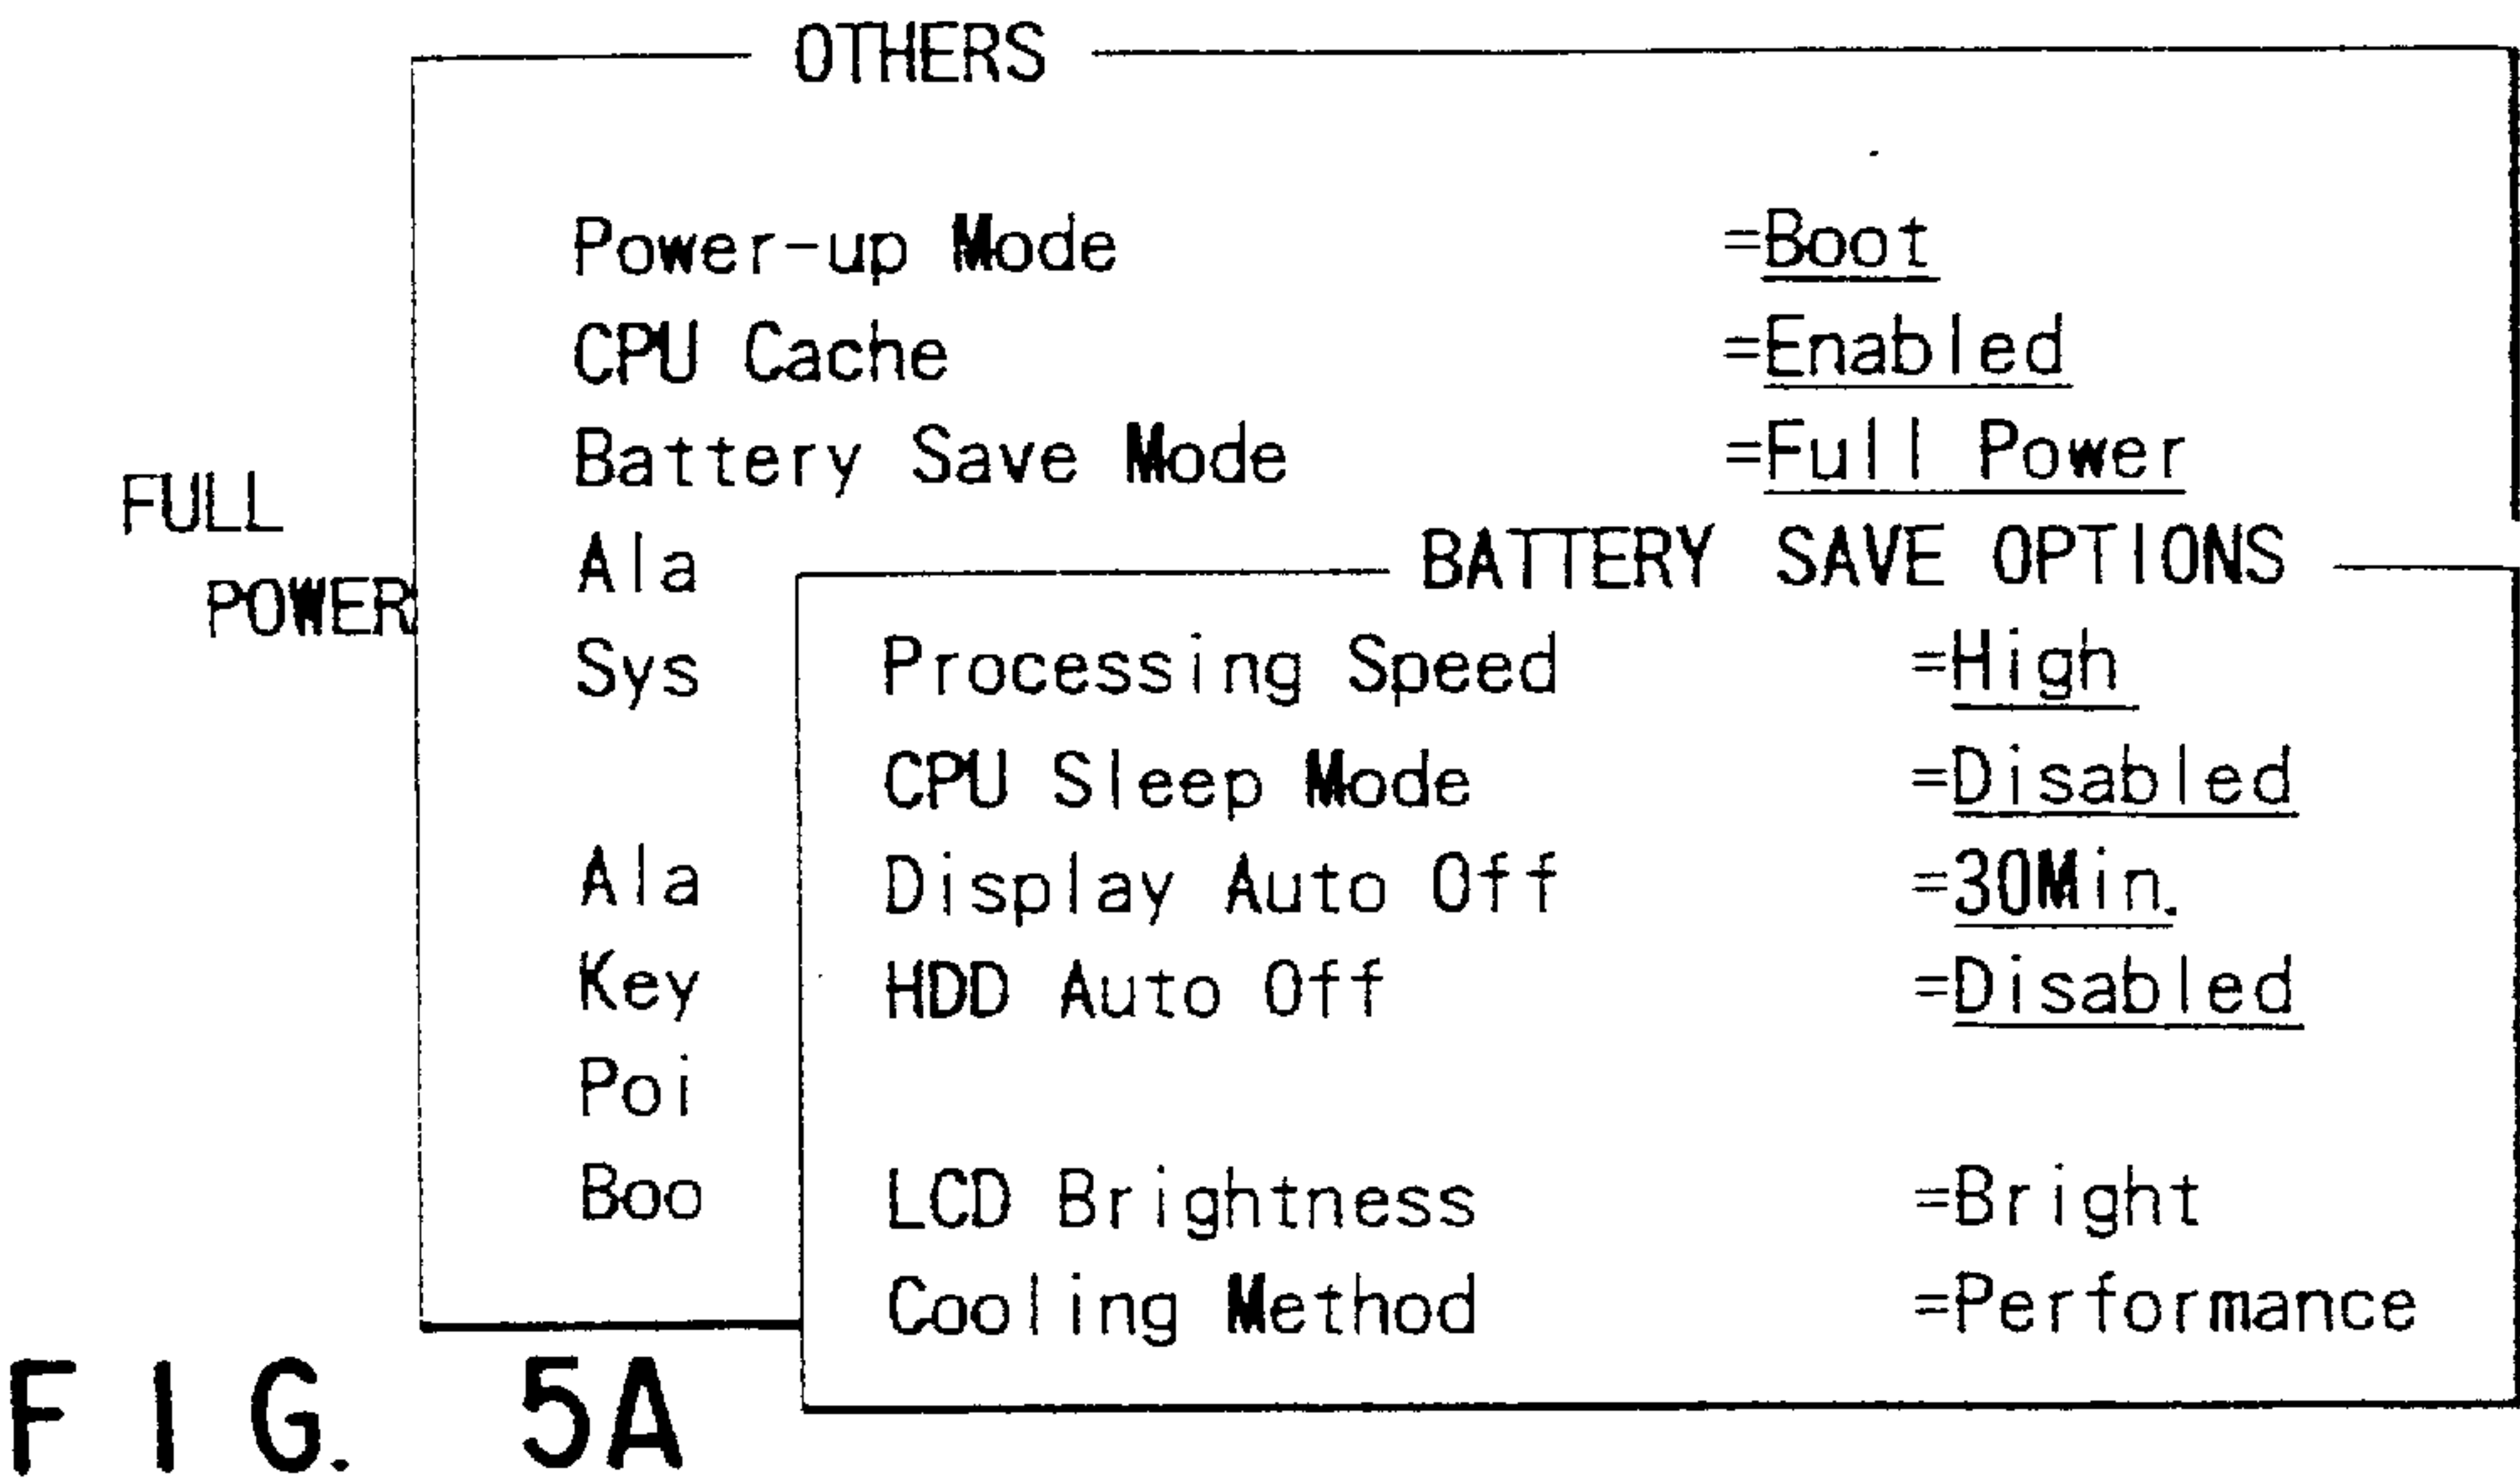 OTHERS
Power-up Mode =Boot
CPU Cache =Enabled
Battery Save Mode =Full Power
FULL
POWER
Ala
Sys
Ala
Key
Poi
Boo
BATTERY SAVE OPTIONS
Processing Speed =High
CPU Sleep Mode =Disabled
Display Auto Off =30Min.
HDD Auto Off =Disabled
LCD Brightness =Bright
Cooling Method =Performance
FIG. 5A